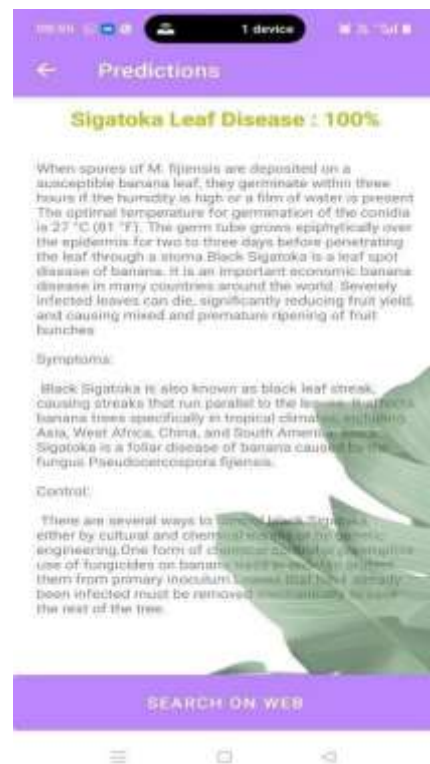 1 device
Predictions
Sigatoka Leaf Disease : 100%
When spores of M. fijiensis are deposited on a
susceptible banana leaf, they germinate within three
hours if the humidity is high or a film of water is present
The optimal temperature for germination of the conidia
is 27 °C (81 °F). The germ tube grows epiphytically over
the epidermis for two to three days before penetrating
the leaf through a stoma.Black Sigatoka is a leaf spot
disease of banana. It is an important economic banana
disease in many countries around the world. Severely
infected leaves can die, significantly reducing fruit yield,
and causing mixed and premature ripening of fruit
bunches
Symptoms:
Black Sigatoka is also known as black leaf streak,
causing streaks that run parallel to the It affects
banana trees specifically in tropical climates, including
Asia, West Africa, China, and South America.
Sigatoka is a foliar disease of banana caused by the
fungus Pseudocercospora fijiensis.
Control:
There are several ways to control black Sigatoka
either by cultural and chemical or by genetic
engineering.One form of chemical
use of fungicides on banana
them from primary inoculum. that have already
been infected must be removed
the rest of the tree.
SEARCH ON WEB